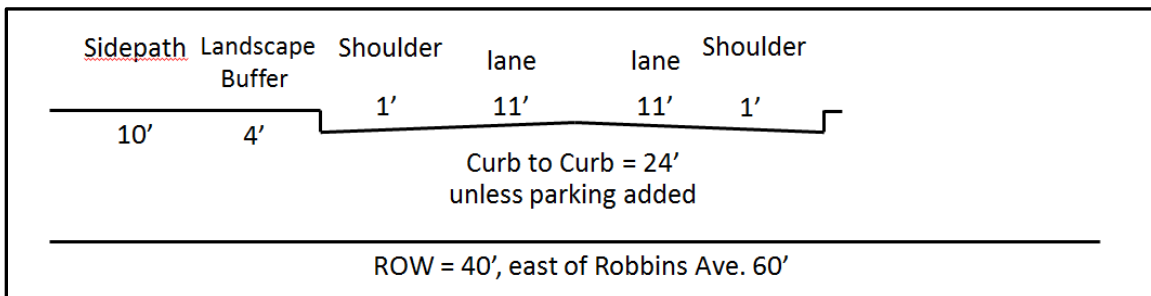 Sidepath Landscape Buffer Shoulder lane lane Shoulder
10’ 4’ 1’ 11’ 11’ 1’
Curb to Curb = 24’
unless parking added
ROW = 40’, east of Robbins Ave. 60’